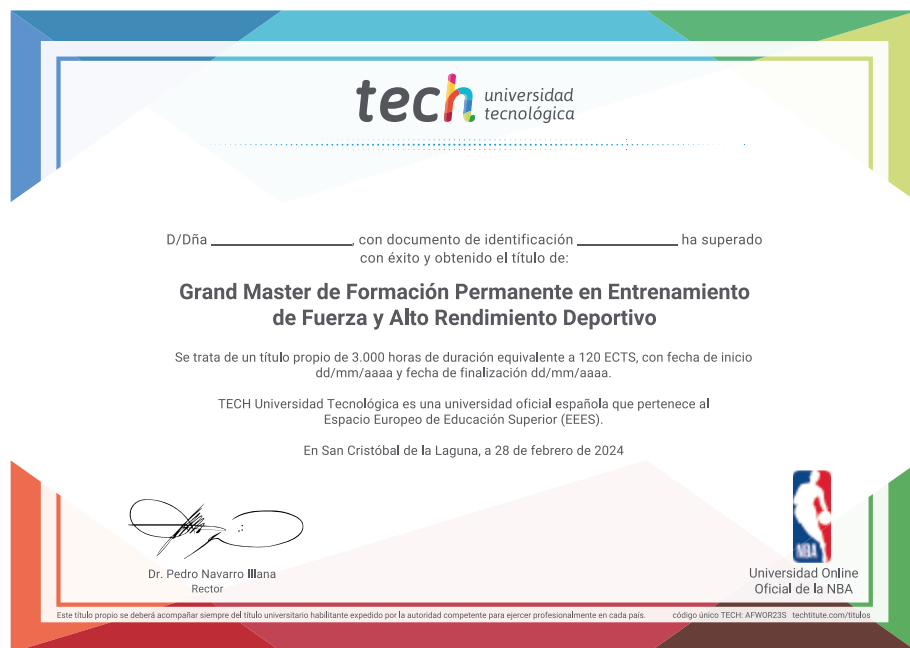 tech universidad
tecnológica
D/Dña ____________________, con documento de identificación ______________ ha superado
con éxito y obtenido el título de:
Grand Master de Formación Permanente en Entrenamiento
de Fuerza y Alto Rendimiento Deportivo
Se trata de un título propio de 3.000 horas de duración equivalente a 120 ECTS, con fecha de inicio
dd/mm/aaaa y fecha de finalización dd/mm/aaaa.
TECH Universidad Tecnológica es una universidad oficial española que pertenece al
Espacio Europeo de Educación Superior (EEES).
En San Cristóbal de la Laguna, a 28 de febrero de 2024
Dr. Pedro Navarro Illana
Rector
NBA
Universidad Online
Oficial de la NBA
Este título propio se deberá acompañar siempre del título universitario habilitante expedido por la autoridad competente para ejercer profesionalmente en cada país. código único TECH: AFWOR23S techtitute.com/titulos